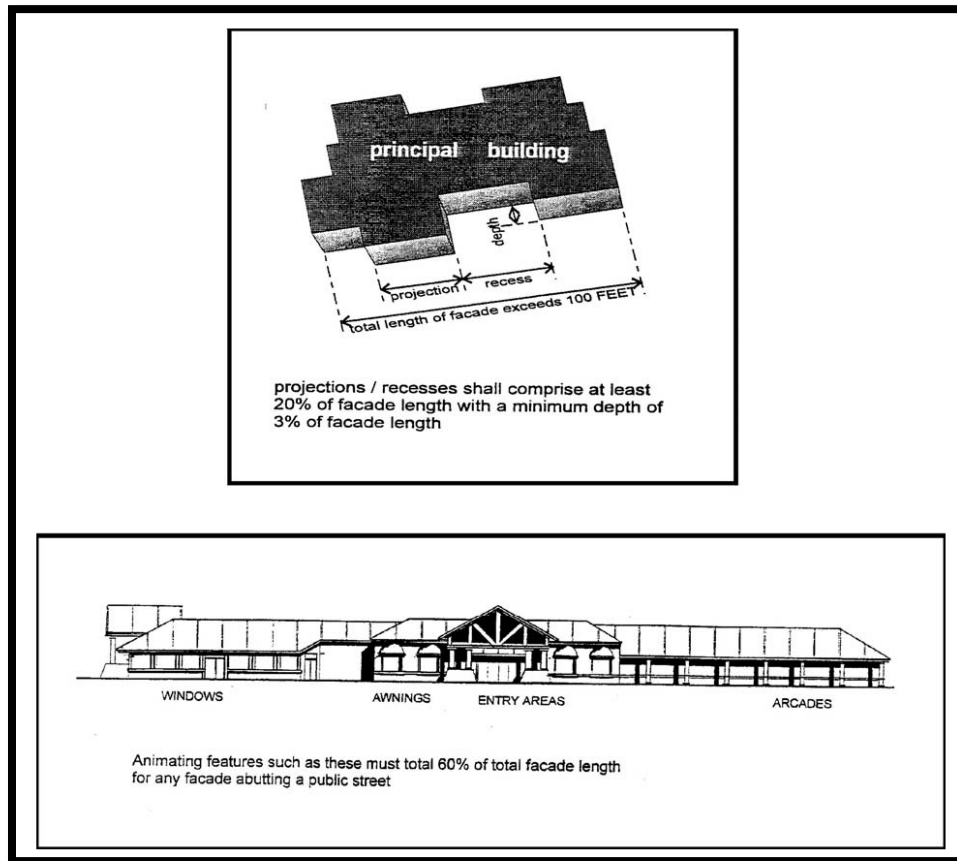 principal building
depth
projection
recess
total length of facade exceeds 100 FEET
projections / recesses shall comprise at least
20% of facade length with a minimum depth of
3% of facade length
WINDOWS AWNINGS ENTRY AREAS ARCADES
Animating features such as these must total 60% of total facade length
for any facade abutting a public street